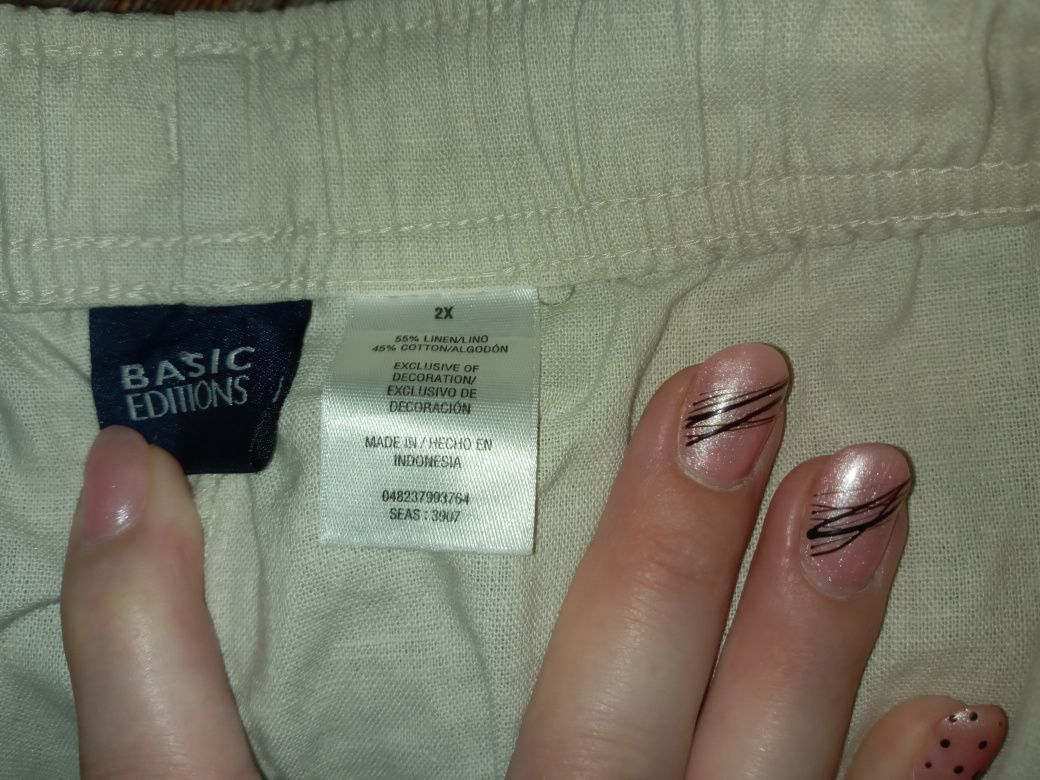 BASIC
EDITIONS
2X
55% LINEN/LINO
45% COTTON/ALGODÓN
EXCLUSIVE OF
DECORATION/
EXCLUSIVO DE
DECORACIÓN
MADE IN / HECHO EN
INDONESIA
048237993764
SEAS : 3907